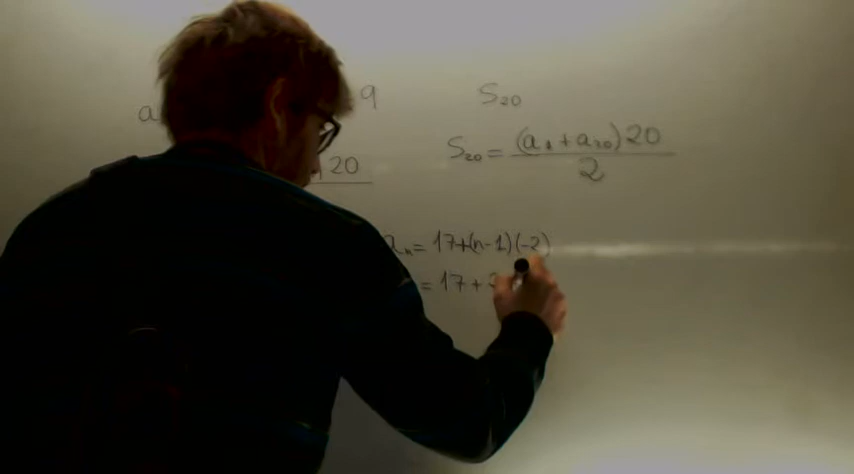 a 9 S₂₀
20
S₂₀ = (a₁ + a₂₀) 20 / 2
aₙ = 17+(n-1)(-2)
= 17 +